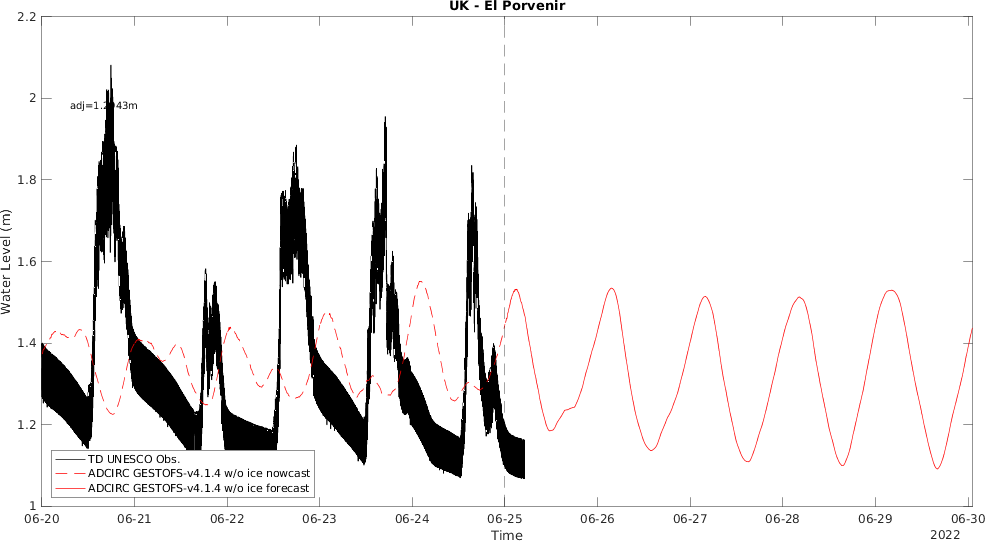 UK - El Porvenir
2.2
2
1.8
1.6
1.4
1.2
1
Water Level (m)
TD UNESCO Obs.
ADCIRC GESTOFS-v4.1.4 w/o ice nowcast
ADCIRC GESTOFS-v4.1.4 w/o ice forecast
06-20 06-21 06-22 06-23 06-24 06-25 06-26 06-27 06-28 06-29 06-30
Time
2022